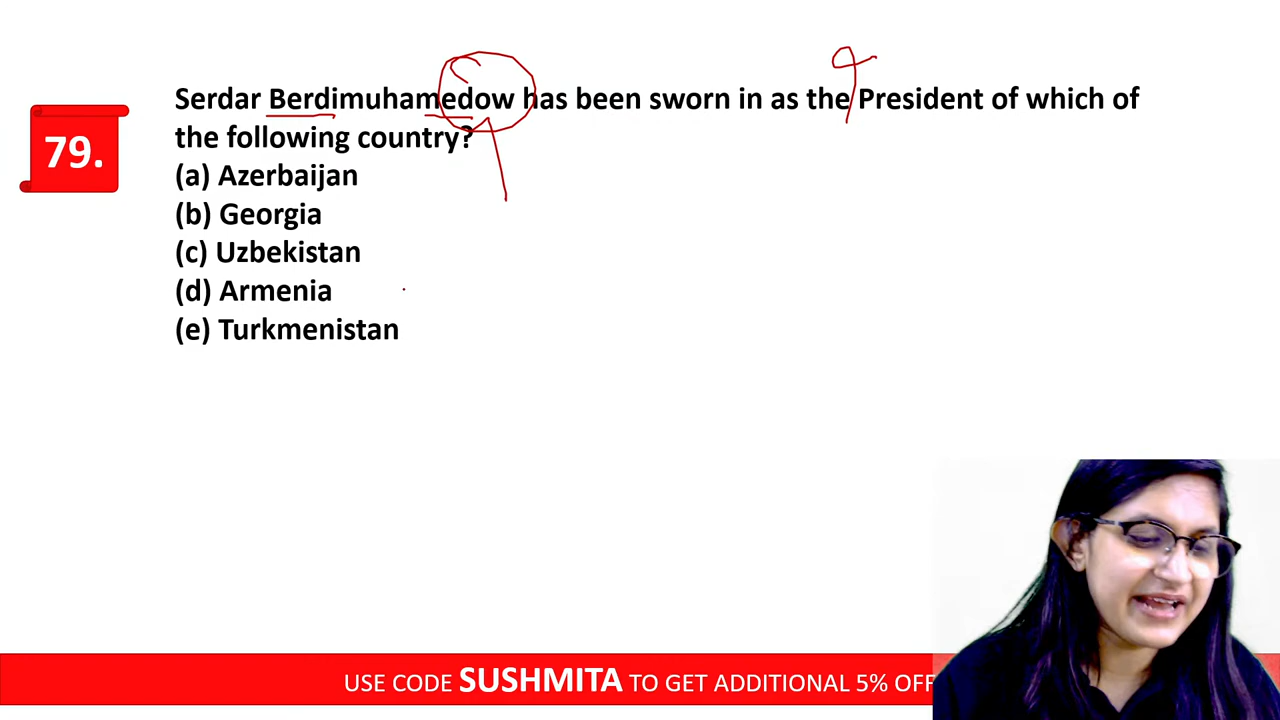 79.
Serdar Berdimuhamedow has been sworn in as the President of which of
the following country?
(a) Azerbaijan
(b) Georgia
(c) Uzbekistan
(d) Armenia
(e) Turkmenistan
USE CODE SUSHMITA TO GET ADDITIONAL 5% OFF